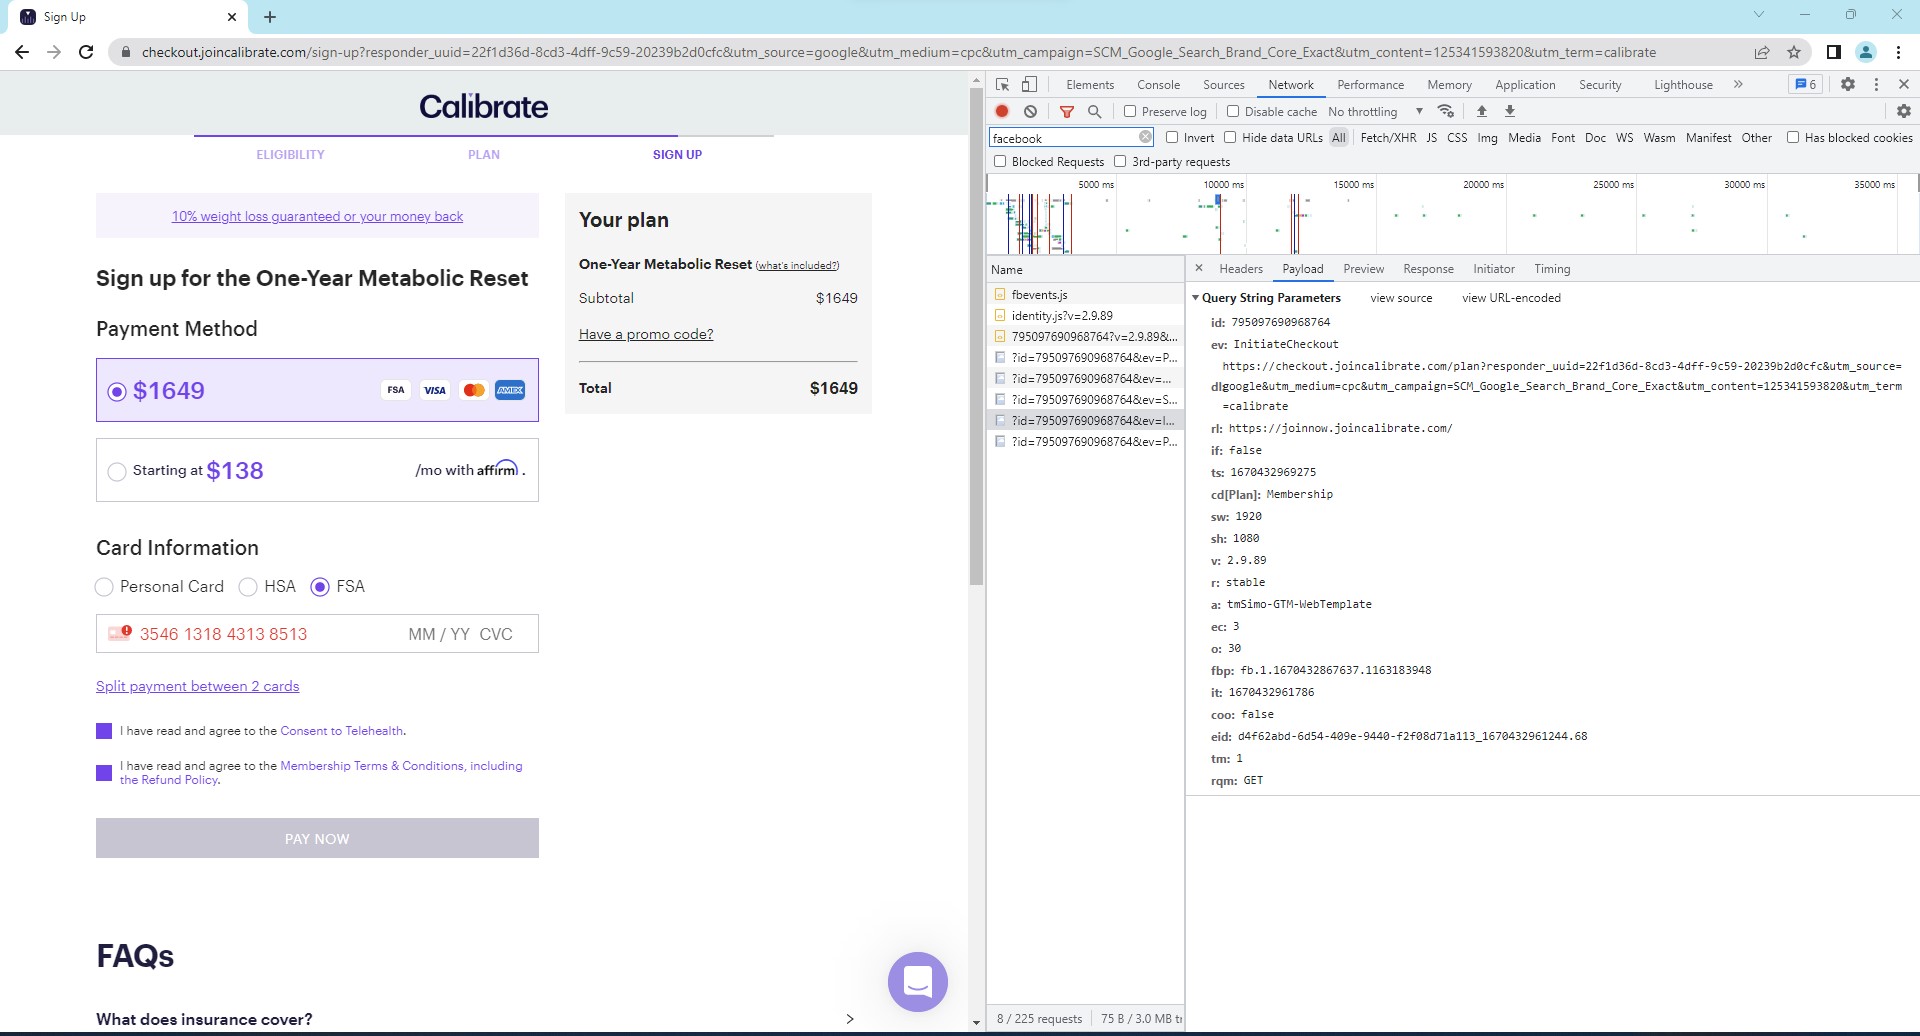 Sign Up
checkout.joincalibrate.com/sign-up?responder_uuid=22f1d36d-8cd3-4dff-9c59-20239b2d0cfc&utm_source=google&utm_medium=cpc&utm_campaign=SCM_Google_Search_Brand_Core_Exact&utm_content=125341593820&utm_term=calibrate
Calibrate
ELIGIBILITY PLAN SIGN UP
10% weight loss guaranteed or your money back
Sign up for the One-Year Metabolic Reset
Payment Method
$1649 FSA VISA AMEX
Starting at $138 /mo with affirm.
Card Information
Personal Card HSA FSA
3546 1318 4313 8513 MM / YY CVC
Split payment between 2 cards
I have read and agree to the Consent to Telehealth.
I have read and agree to the Membership Terms & Conditions, including
the Refund Policy.
PAY NOW
FAQs
What does insurance cover?
Your plan
One-Year Metabolic Reset (what's included?)
Subtotal $1649
Have a promo code?
Total $1649
Elements Console Sources Network Performance Memory Application Security Lighthouse 6
Preserve log Disable cache No throttling
facebook Invert Hide data URLs All Fetch/XHR JS CSS Img Media Font Doc WS Wasm Manifest Other Has blocked cookies
Blocked Requests 3rd-party requests
5000 ms 10000 ms 15000 ms 20000 ms 25000 ms 30000 ms 35000 ms
Name
fbevents.js
identity.js?v=2.9.89
795097690968764?v=2.9.89&...
?id=795097690968764&ev=P...
?id=795097690968764&ev=...
?id=795097690968764&ev=S...
?id=795097690968764&ev=I...
?id=795097690968764&ev=P...
8 / 225 requests 75 B / 3.0 MB tr
Headers Payload Preview Response Initiator Timing
Query String Parameters view source view URL-encoded
id: 795097690968764
ev: InitiateCheckout
https://checkout.joincalibrate.com/plan?responder_uuid=22f1d36d-8cd3-4dff-9c59-20239b2d0cfc&utm_source=
dl: google&utm_medium=cpc&utm_campaign=SCM_Google_Search_Brand_Core_Exact&utm_content=125341593820&utm_term
=calibrate
rl: https://joinnow.joincalibrate.com/
if: false
ts: 1670432969275
cd[Plan]: Membership
sw: 1920
sh: 1080
v: 2.9.89
r: stable
a: tmSimo-GTM-WebTemplate
ec: 3
o: 30
fbp: fb.1.1670432867637.1163183948
it: 1670432961786
coo: false
eid: d4f62abd-6d54-409e-9440-f2f08d71a113_1670432961244.68
tm: 1
rqm: GET